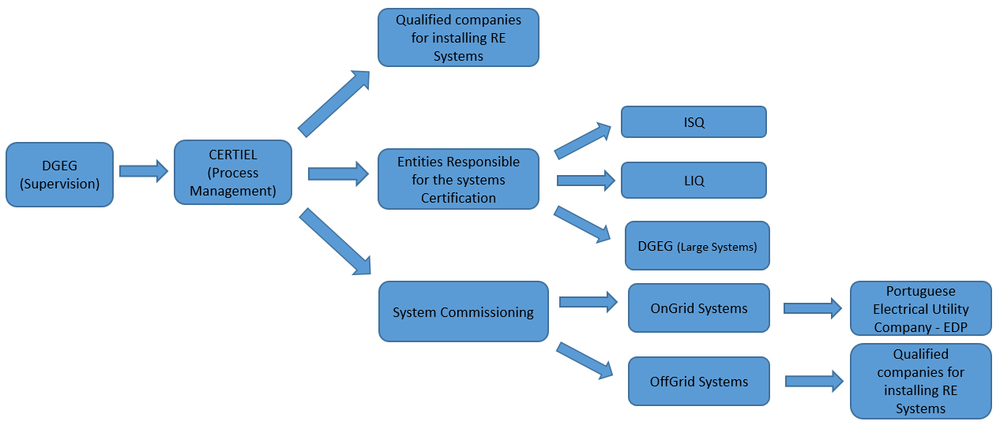 Qualified companies
for installing RE
Systems
DGEG
(Supervision)
CERTIEL
(Process
Management)
Entities Responsible
for the systems
Certification
ISQ
LIQ
DGEG (Large Systems)
System Commissioning
OnGrid Systems
Portuguese
Electrical Utility
Company - EDP
OffGrid Systems
Qualified
companies for
installing RE
Systems